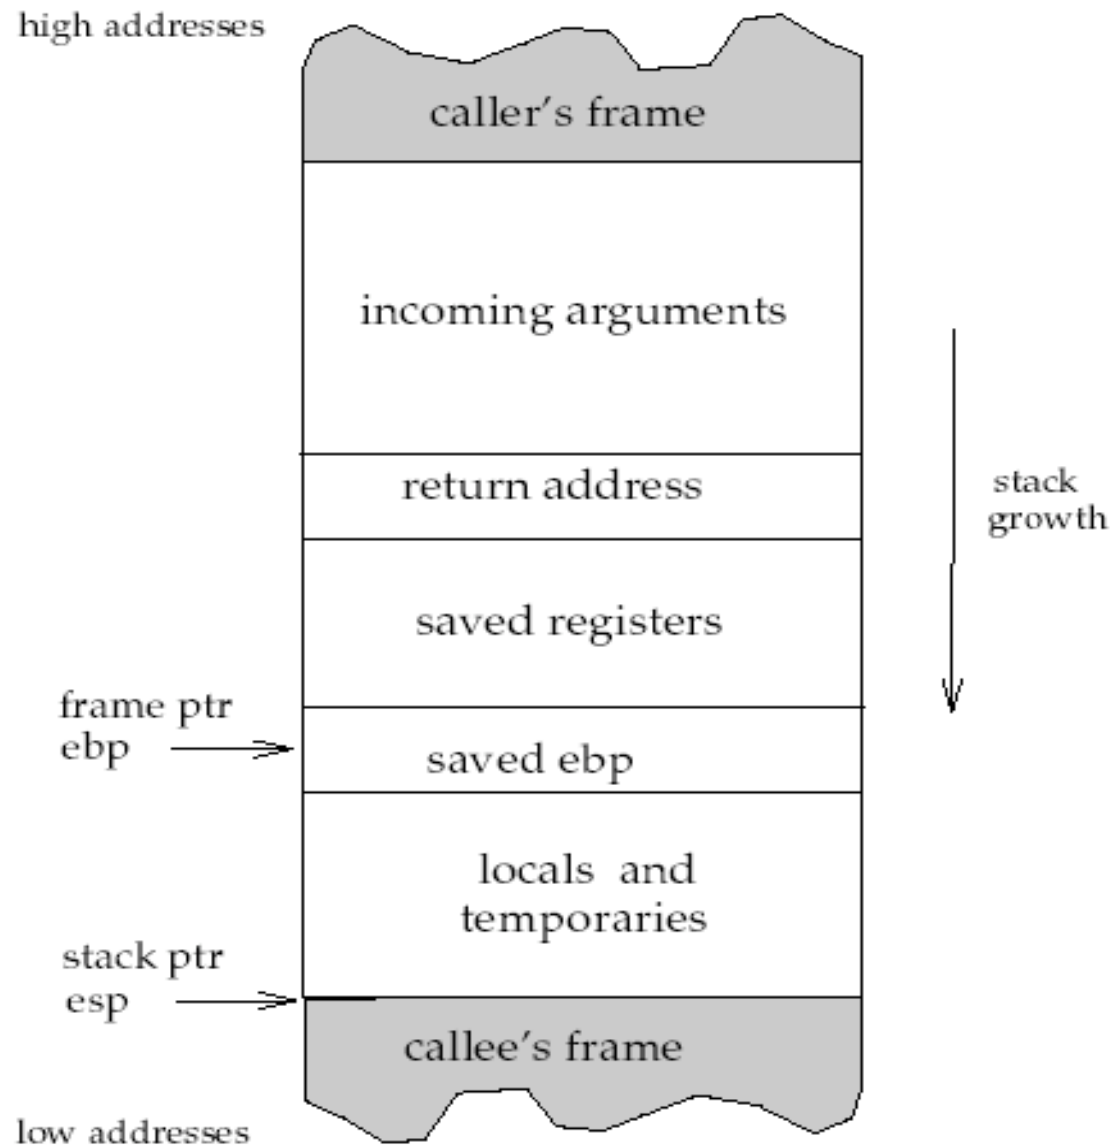 high addresses
caller's frame
incoming arguments
return address
stack
growth
saved registers
frame ptr
ebp
saved ebp
locals and
temporaries
stack ptr
esp
callee's frame
low addresses